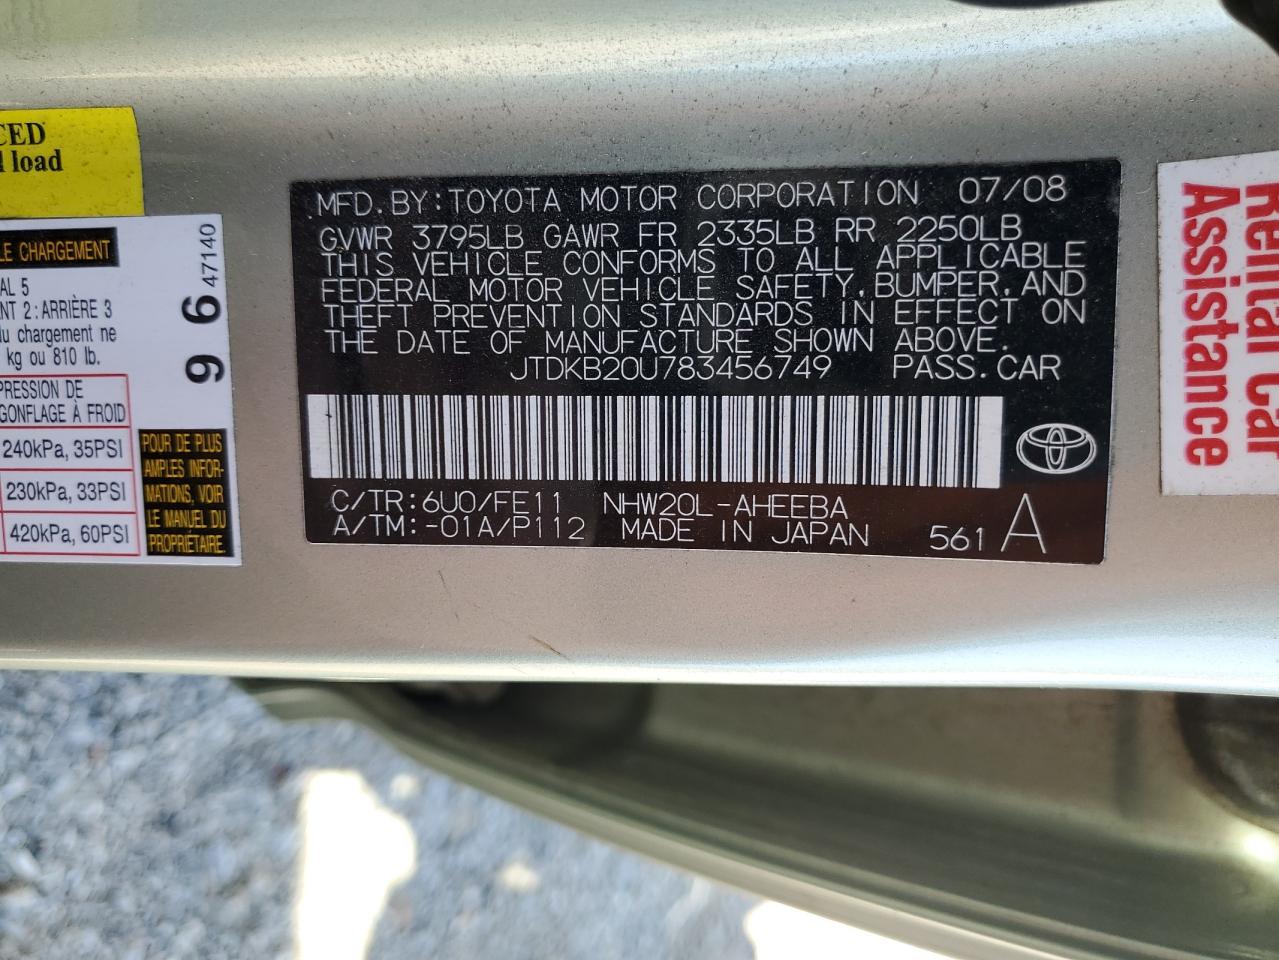 CED
l load
LE CHARGEMENT
AL 5
NT 2 : ARRIÈRE 3
du chargement ne
kg ou 810 lb.
PRESSION DE
GONFLAGE À FROID
240kPa, 35PSI
230kPa, 33PSI
420kPa, 60PSI
47140
96
POUR DE PLUS
AMPLES INFOR-
MATIONS, VOIR
LE MANUEL DU
PROPRIÉTAIRE
MFD. BY: TOYOTA MOTOR CORPORATION 07/08
GVWR 3795LB GAWR FR 2335LB RR 2250LB
THIS VEHICLE CONFORMS TO ALL APPLICABLE
FEDERAL MOTOR VEHICLE SAFETY, BUMPER, AND
THEFT PREVENTION STANDARDS IN EFFECT ON
THE DATE OF MANUFACTURE SHOWN ABOVE.
JTDKB20U783456749 PASS. CAR
C/TR: 6U0/FE11 NHW20L-AHEEBA
A/TM: -01A/P112 MADE IN JAPAN 561 A
Rental Car
Assistance